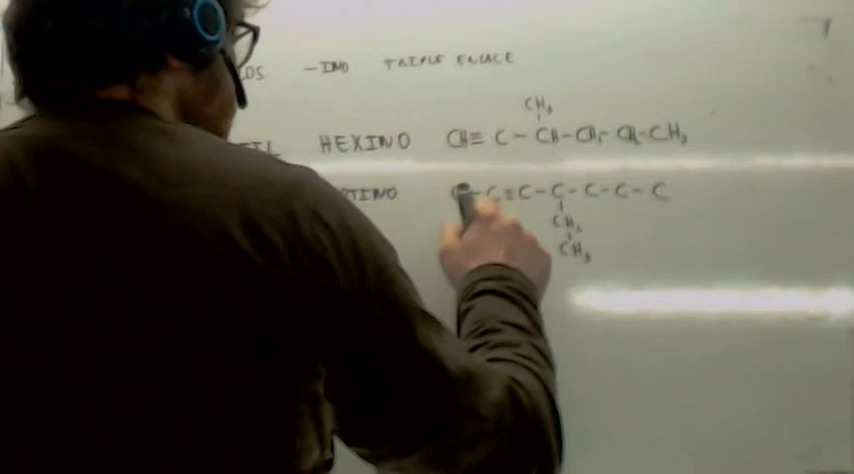 -INO TRIPLE ENLACE
CH₃
HEXINO CH≡ C - CH-CH₂- CH₂-CH₃
C ≡ C - C - C - C - C
CH₂
CH₃